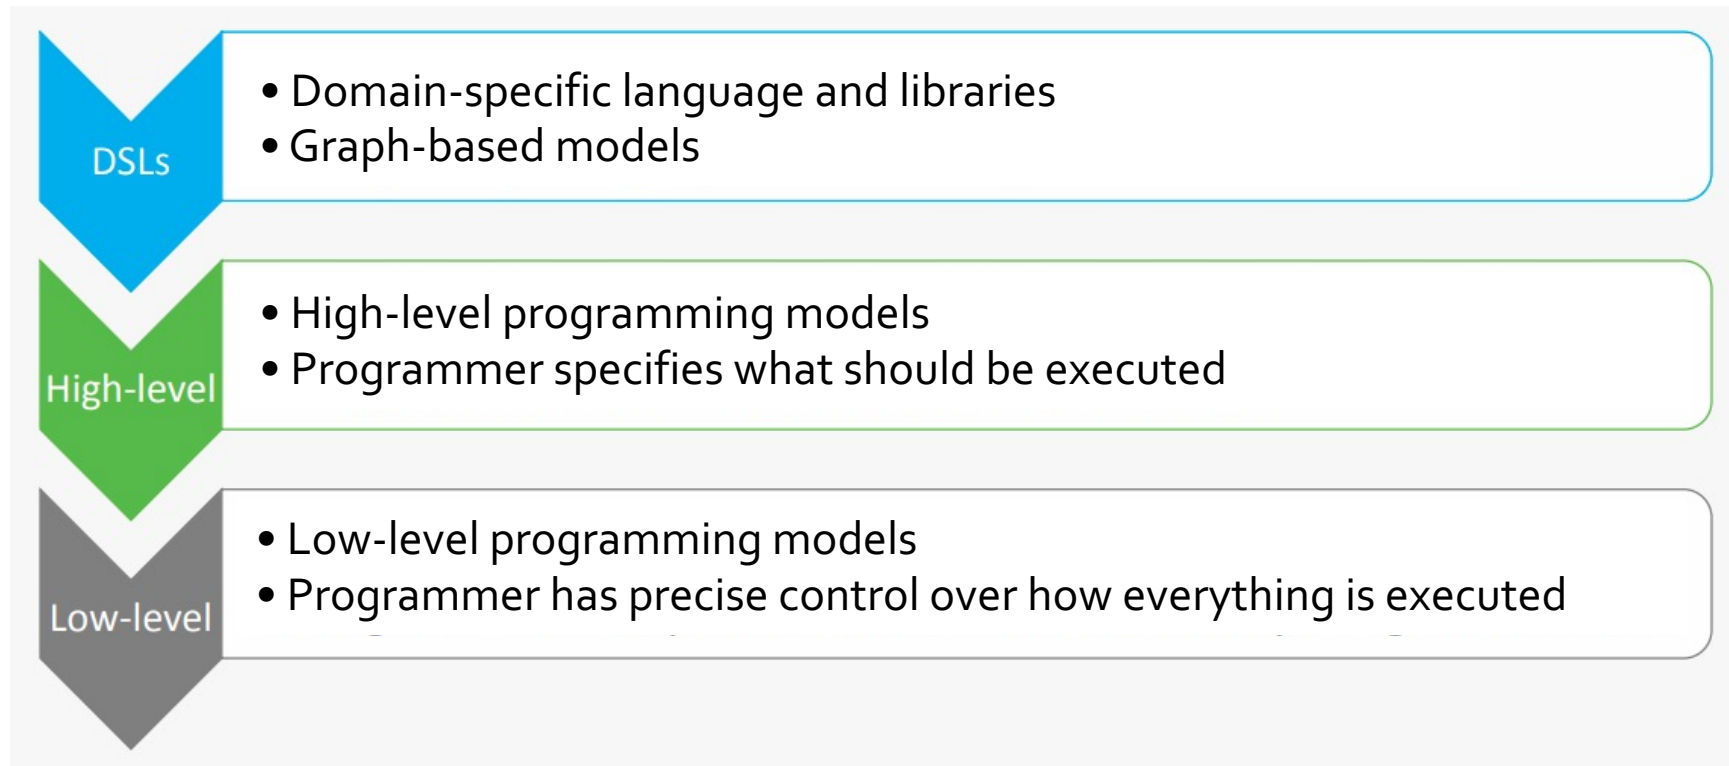 DSLs
• Domain-specific language and libraries
• Graph-based models
High-level
• High-level programming models
• Programmer specifies what should be executed
Low-level
• Low-level programming models
• Programmer has precise control over how everything is executed